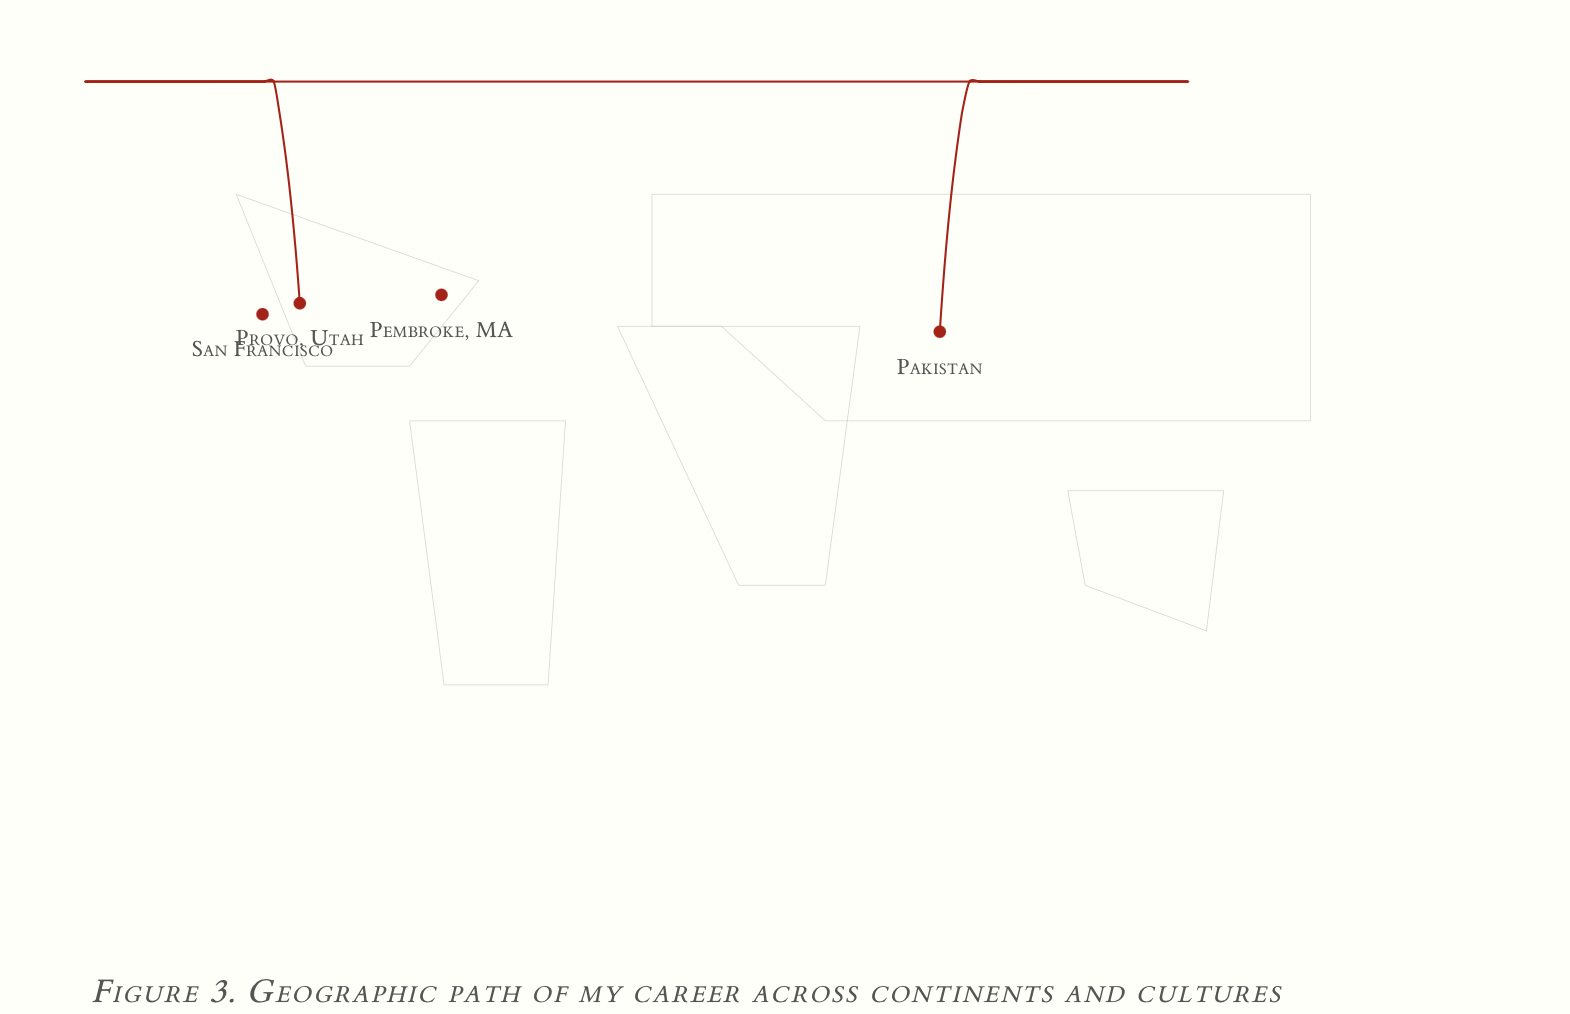 Pembroke, MA
Provo, Utah
San Francisco
Pakistan
Figure 3. Geographic path of my career across continents and cultures